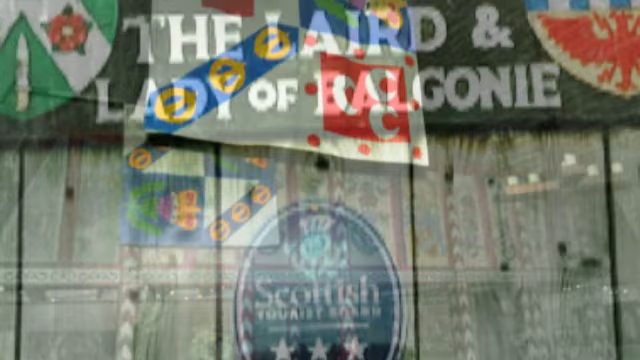 THE LAIRD &
LADY OF BALGONIE
C C C
Scottish
TOURIST BOARD